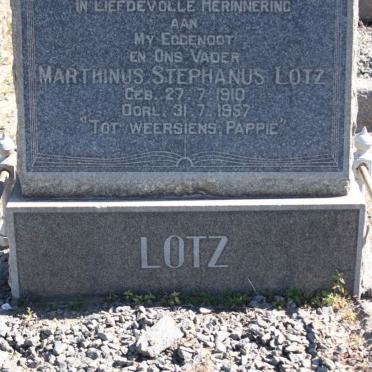 IN LIEFDEVOLLE HERINNERING
AAN
MY EGGENOOT
EN ONS VADER
MARTHINUS STEPHANUS LOTZ
GEB. 27. 7. 1910
OORL. 31. 7. 1957
"TOT WEERSIENS, PAPPIE"
LOTZ